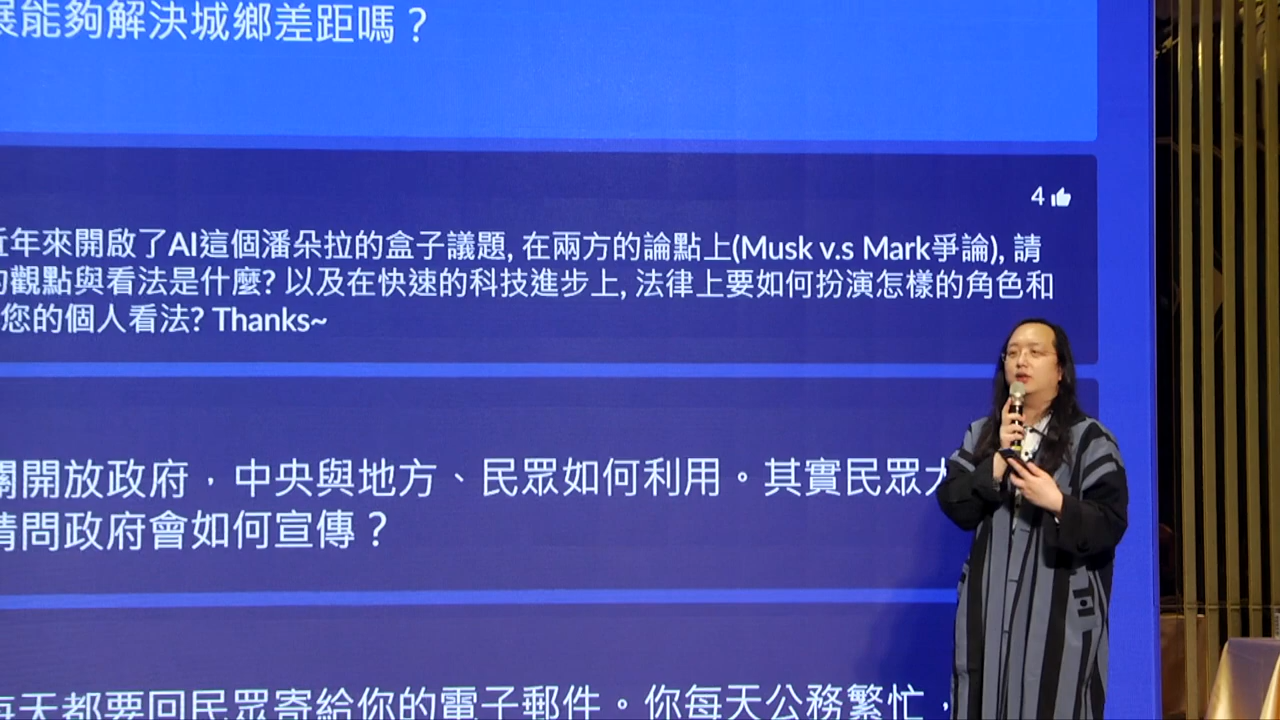 展能夠解決城鄉差距嗎？
4
近年來開啟了AI這個潘朵拉的盒子議題, 在兩方的論點上(Musk v.s Mark爭論), 請
的觀點與看法是什麼? 以及在快速的科技進步上, 法律上要如何扮演怎樣的角色和
您的個人看法? Thanks~
關開放政府，中央與地方、民眾如何利用。其實民眾
請問政府會如何宣傳？
每天都要回民眾寄給你的電子郵件。你每天公務繁忙，